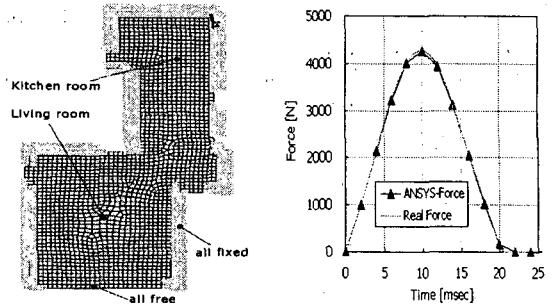 Kitchen room
Living room
all fixed
all free
Force [N]
5000
4000
3000
2000
1000
0
ANSYS-Force
Real Force
0
5
10
15
20
25
Time [msec]